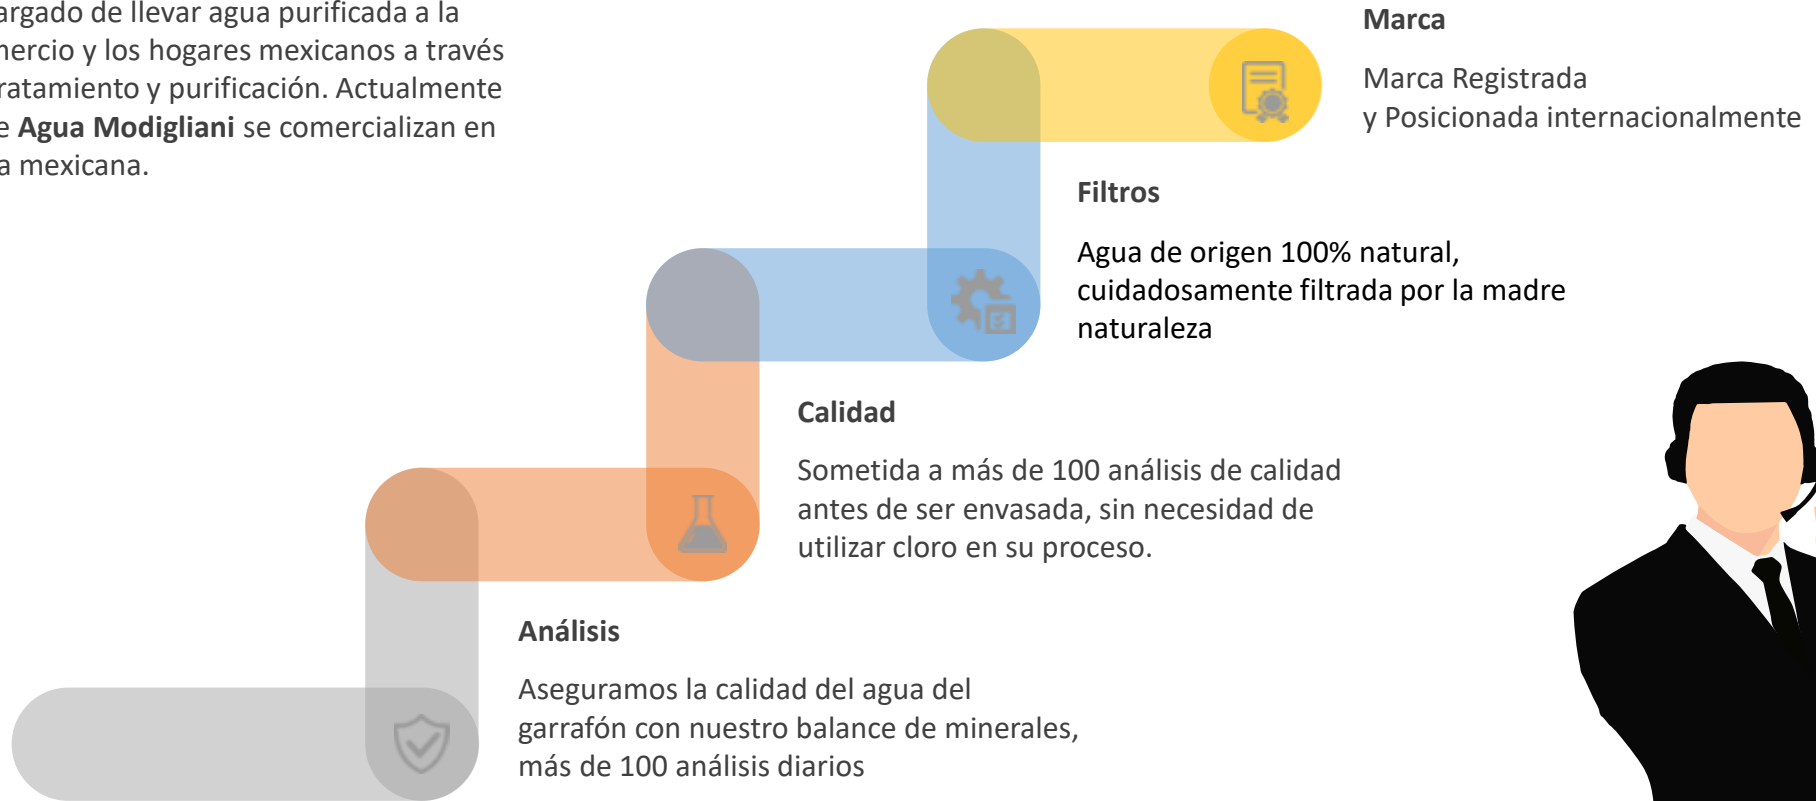 de llevar agua purificada a la
y los hogares mexicanos a través
y purificación. Actualmente
Agua Modigliani se comercializan en
mexicana.
Marca
Marca Registrada
y Posicionada internacionalmente
Filtros
Agua de origen 100% natural,
cuidadosamente filtrada por la madre
naturaleza
Calidad
Sometida a más de 100 análisis de calidad
antes de ser envasada, sin necesidad de
utilizar cloro en su proceso.
Análisis
Aseguramos la calidad del agua del
garrafón con nuestro balance de minerales,
más de 100 análisis diarios